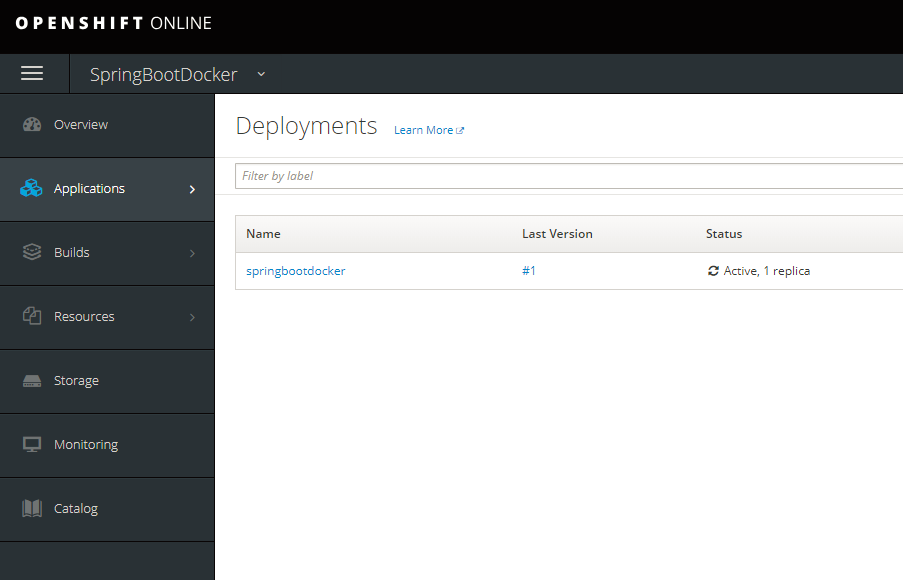 OPENSHIFT ONLINE
SpringBootDocker
Overview
Applications
Builds
Resources
Storage
Monitoring
Catalog
Deployments Learn More
Filter by label
Name Last Version Status
springbootdocker #1 Active, 1 replica